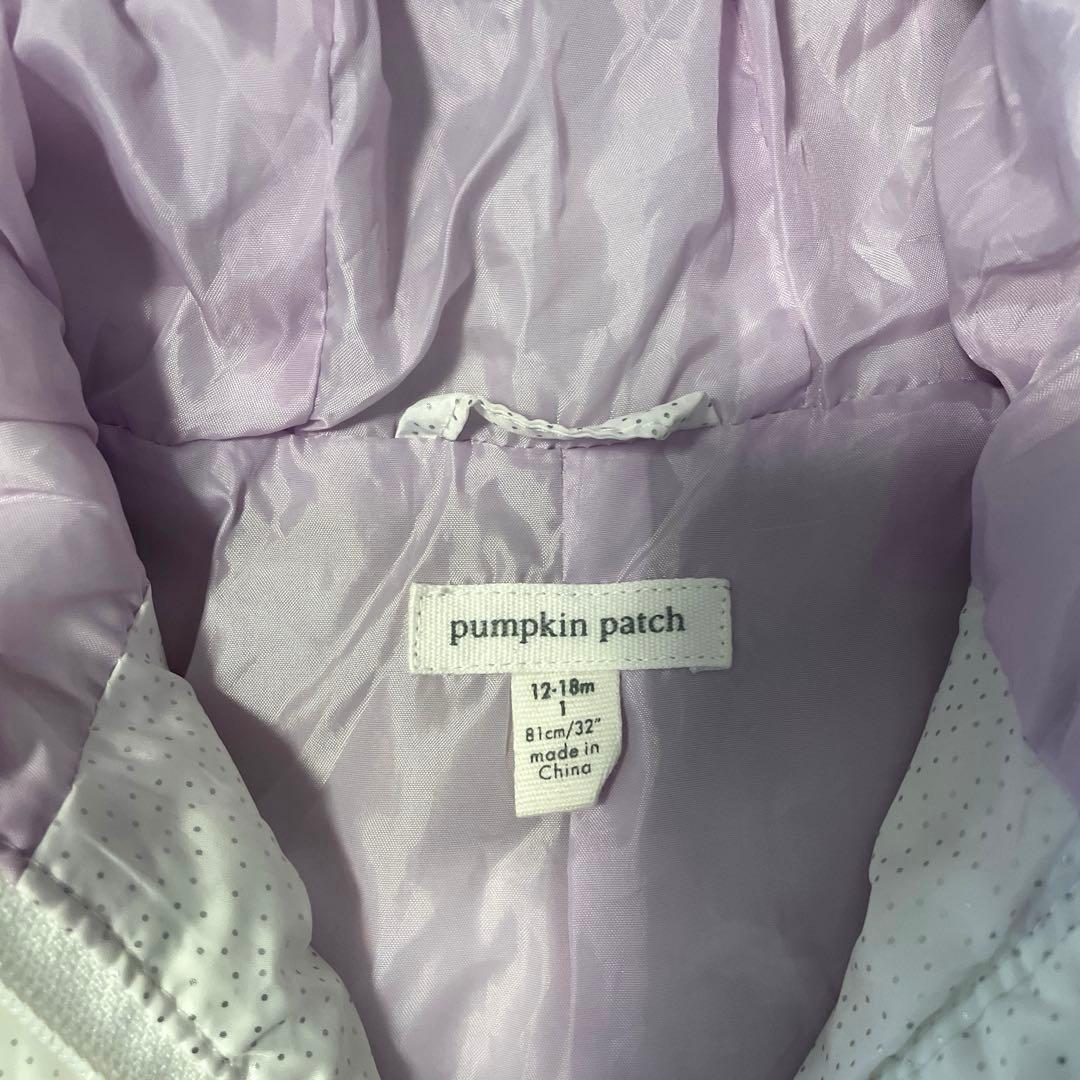 pumpkin patch
12-18m
1
81cm/32"
made in
China